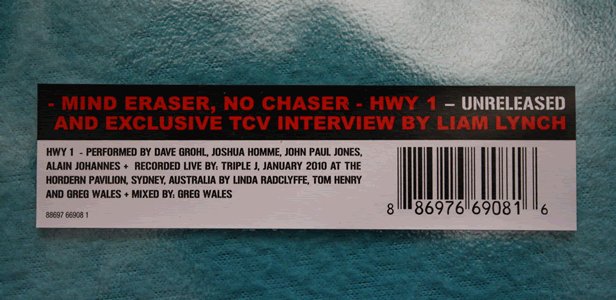 - MIND ERASER, NO CHASER - HWY 1 – UNRELEASED
AND EXCLUSIVE TCV INTERVIEW BY LIAM LYNCH
HWY 1 - PERFORMED BY DAVE GROHL, JOSHUA HOMME, JOHN PAUL JONES,
ALAIN JOHANNES + RECORDED LIVE BY: TRIPLE J, JANUARY 2010 AT THE
HORDERN PAVILION, SYDNEY, AUSTRALIA BY LINDA RADCLYFFE, TOM HENRY
AND GREG WALES + MIXED BY: GREG WALES
88697 66908 1
8 86976 69081 6